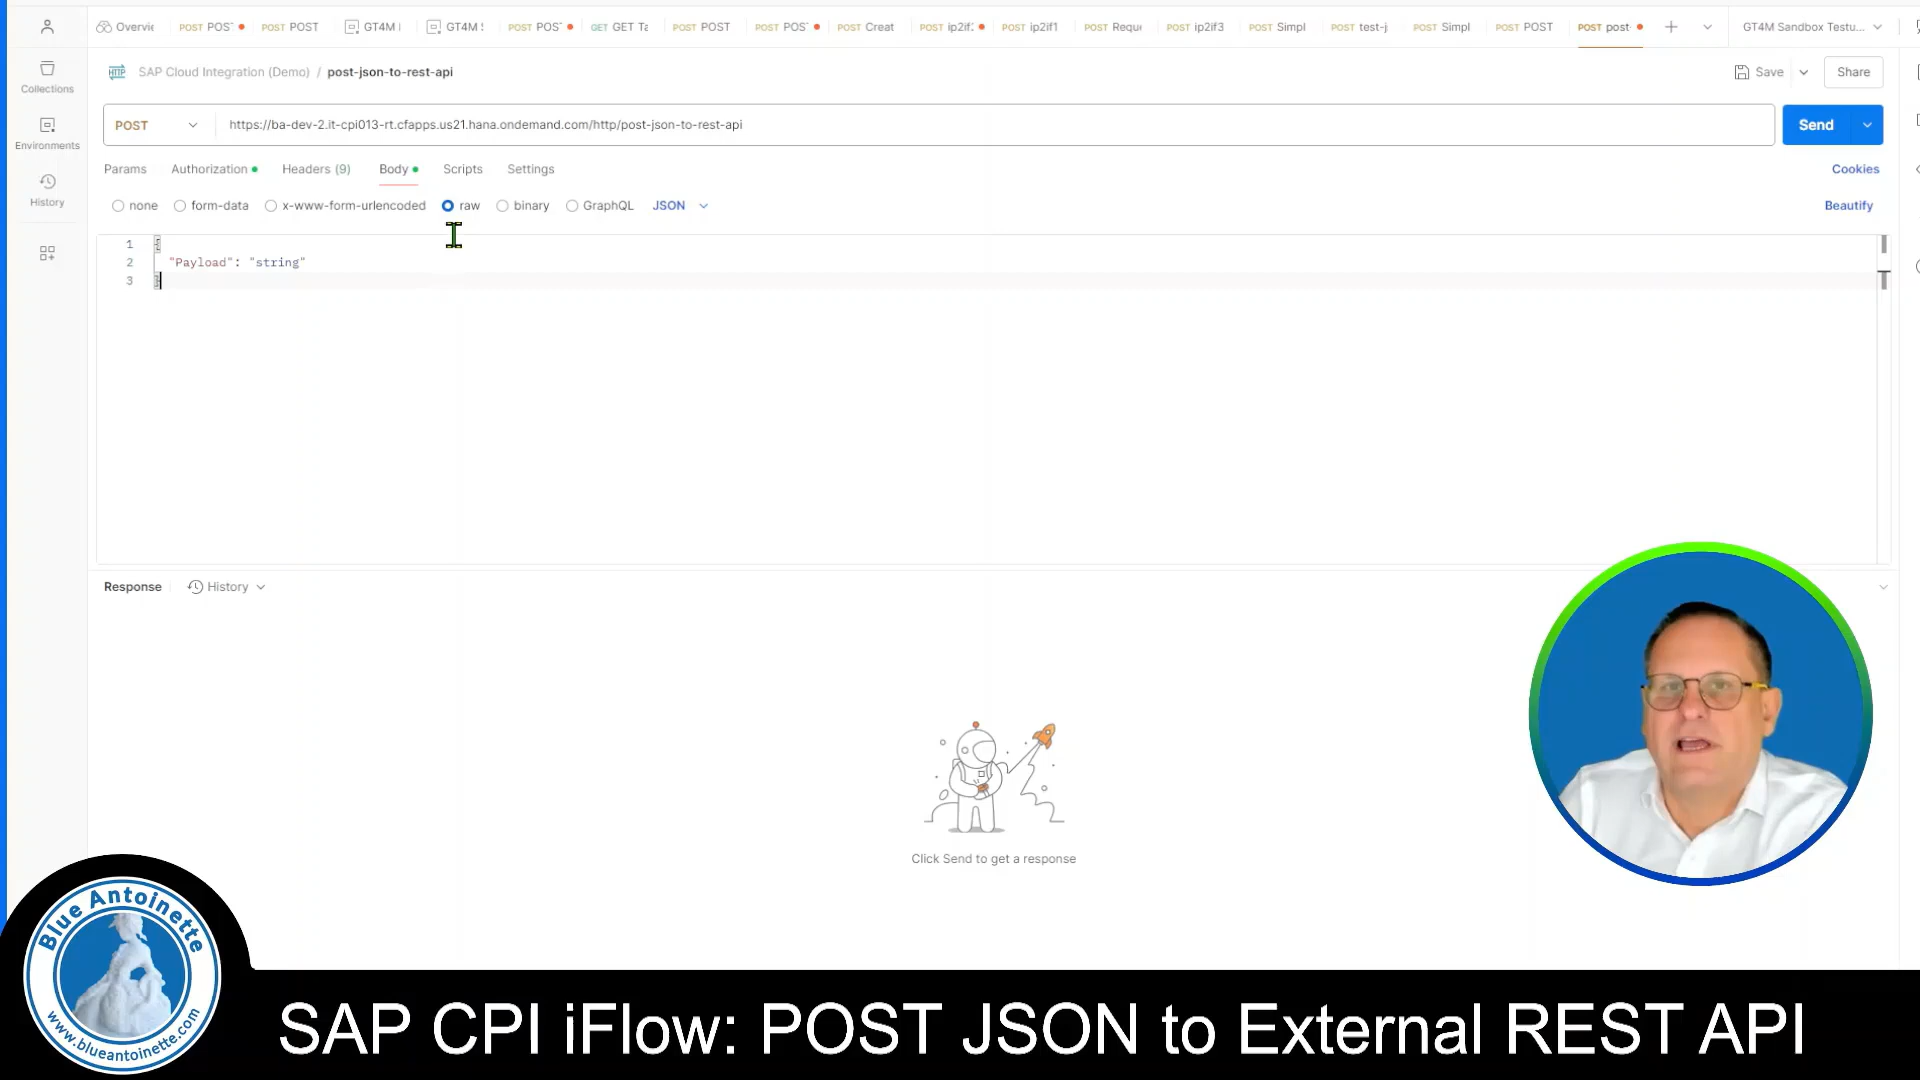 Overvie POST POS' POST POST GT4M I GT4M S POST POS' GET GET Ta POST POST POST POS' POST Creat POST ip2if: POST ip2if1 POST Requ POST ip2if3 POST Simpl POST test-j POST Simpl POST POST POST post- GT4M Sandbox Testu...
HTTP SAP Cloud Integration (Demo) / post-json-to-rest-api Save Share
Collections
Environments
History
POST https://ba-dev-2.it-cpi013-rt.cfapps.us21.hana.ondemand.com/http/post-json-to-rest-api Send
Params Authorization Headers (9) Body Scripts Settings Cookies
none form-data x-www-form-urlencoded raw binary GraphQL JSON Beautify
1 {
2 "Payload": "string"
3 }
Response History
Click Send to get a response
Blue Antoinette
www.blueantoinette.com
SAP CPI iFlow: POST JSON to External REST API